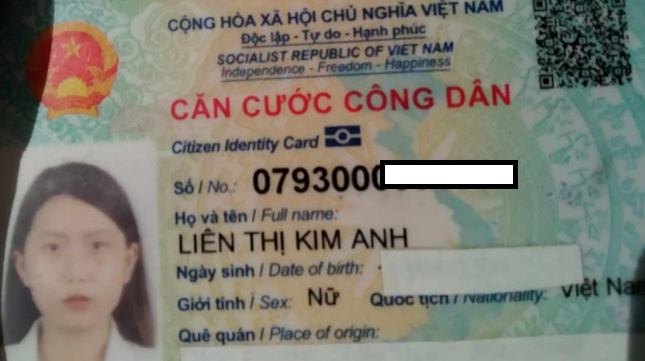 CỘNG HÒA XÃ HỘI CHỦ NGHĨA VIỆT NAM
Độc lập - Tự do - Hạnh phúc
SOCIALIST REPUBLIC OF VIET NAM
Independence - Freedom - Happiness
CĂN CƯỚC CÔNG DÂN
Citizen Identity Card
Số / No.: 0793000
Họ và tên / Full name:
LIÊN THỊ KIM ANH
Ngày sinh / Date of birth:
Giới tính / Sex: Nữ Quốc tịch / Nationality: Việt Nam
Quê quán / Place of origin: